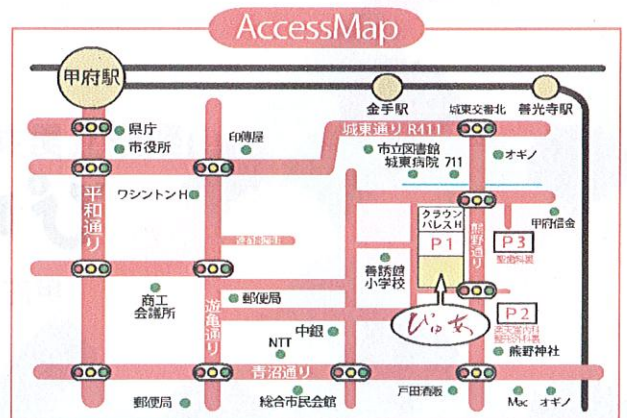 AccessMap
甲府駅
金手駅
善光寺駅
城東交番北
県庁
市役所
印傳屋
城東通り R411
市立図書館
城東病院 711
オギノ
ワシントンH
平和通り
クラウン
パレスH
P1
熊野通り
甲府信金
P3
善誘館
小学校
商工
会議所
遊亀通り
郵便局
ぴゅあ
P2
中銀
NTT
熊野神社
青沼通り
郵便局
総合市民会館
戸田酒販
Mac
オギノ